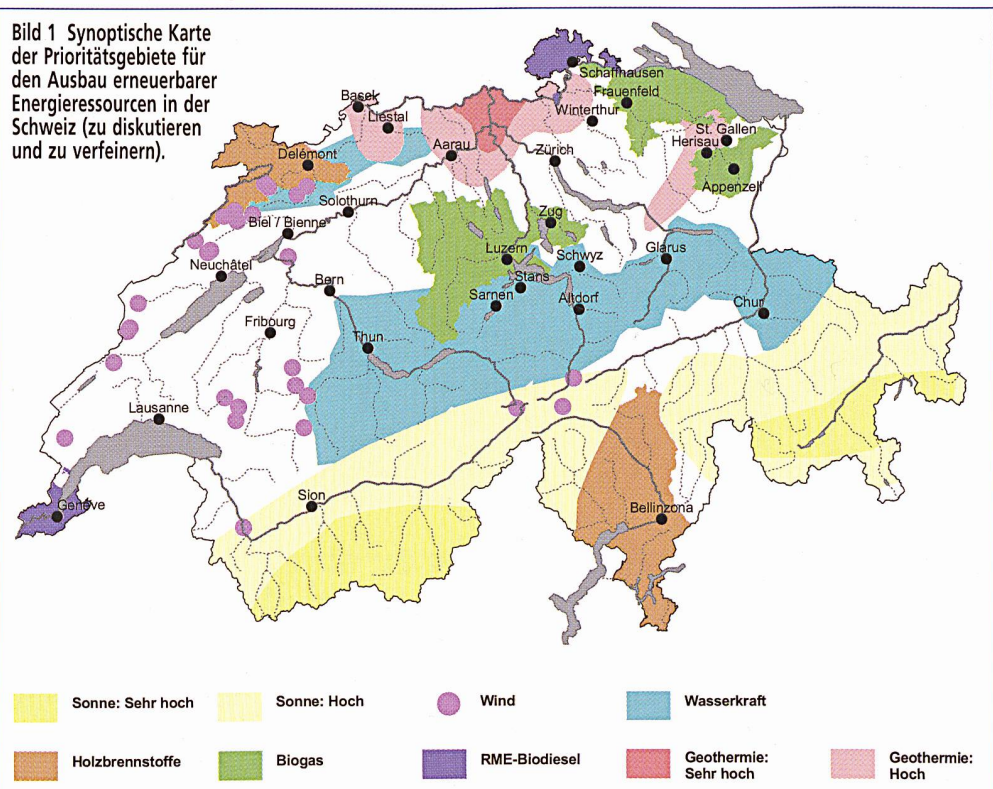 Bild 1 Synoptische Karte
der Prioritätsgebiete für
den Ausbau erneuerbarer
Energieressourcen in der
Schweiz (zu diskutieren
und zu verfeinern).
Schaffhausen
Frauenfeld
Basek
Winterthur
Liestal
St. Gallen
Herisau
Aarau
Zürich
Delémont
Appenzell
Solothurn
Zug
Biel / Bienne
Luzern
Schwyz
Glarus
Neuchâtel
Stans
Bern
Sarnen
Altdorf
Chur
Fribourg
Thun
Lausanne
Sion
Genève
Bellinzona
Sonne: Sehr hoch
Sonne: Hoch
Wind
Wasserkraft
Holzbrennstoffe
Biogas
RME-Biodiesel
Geothermie:
Sehr hoch
Geothermie:
Hoch